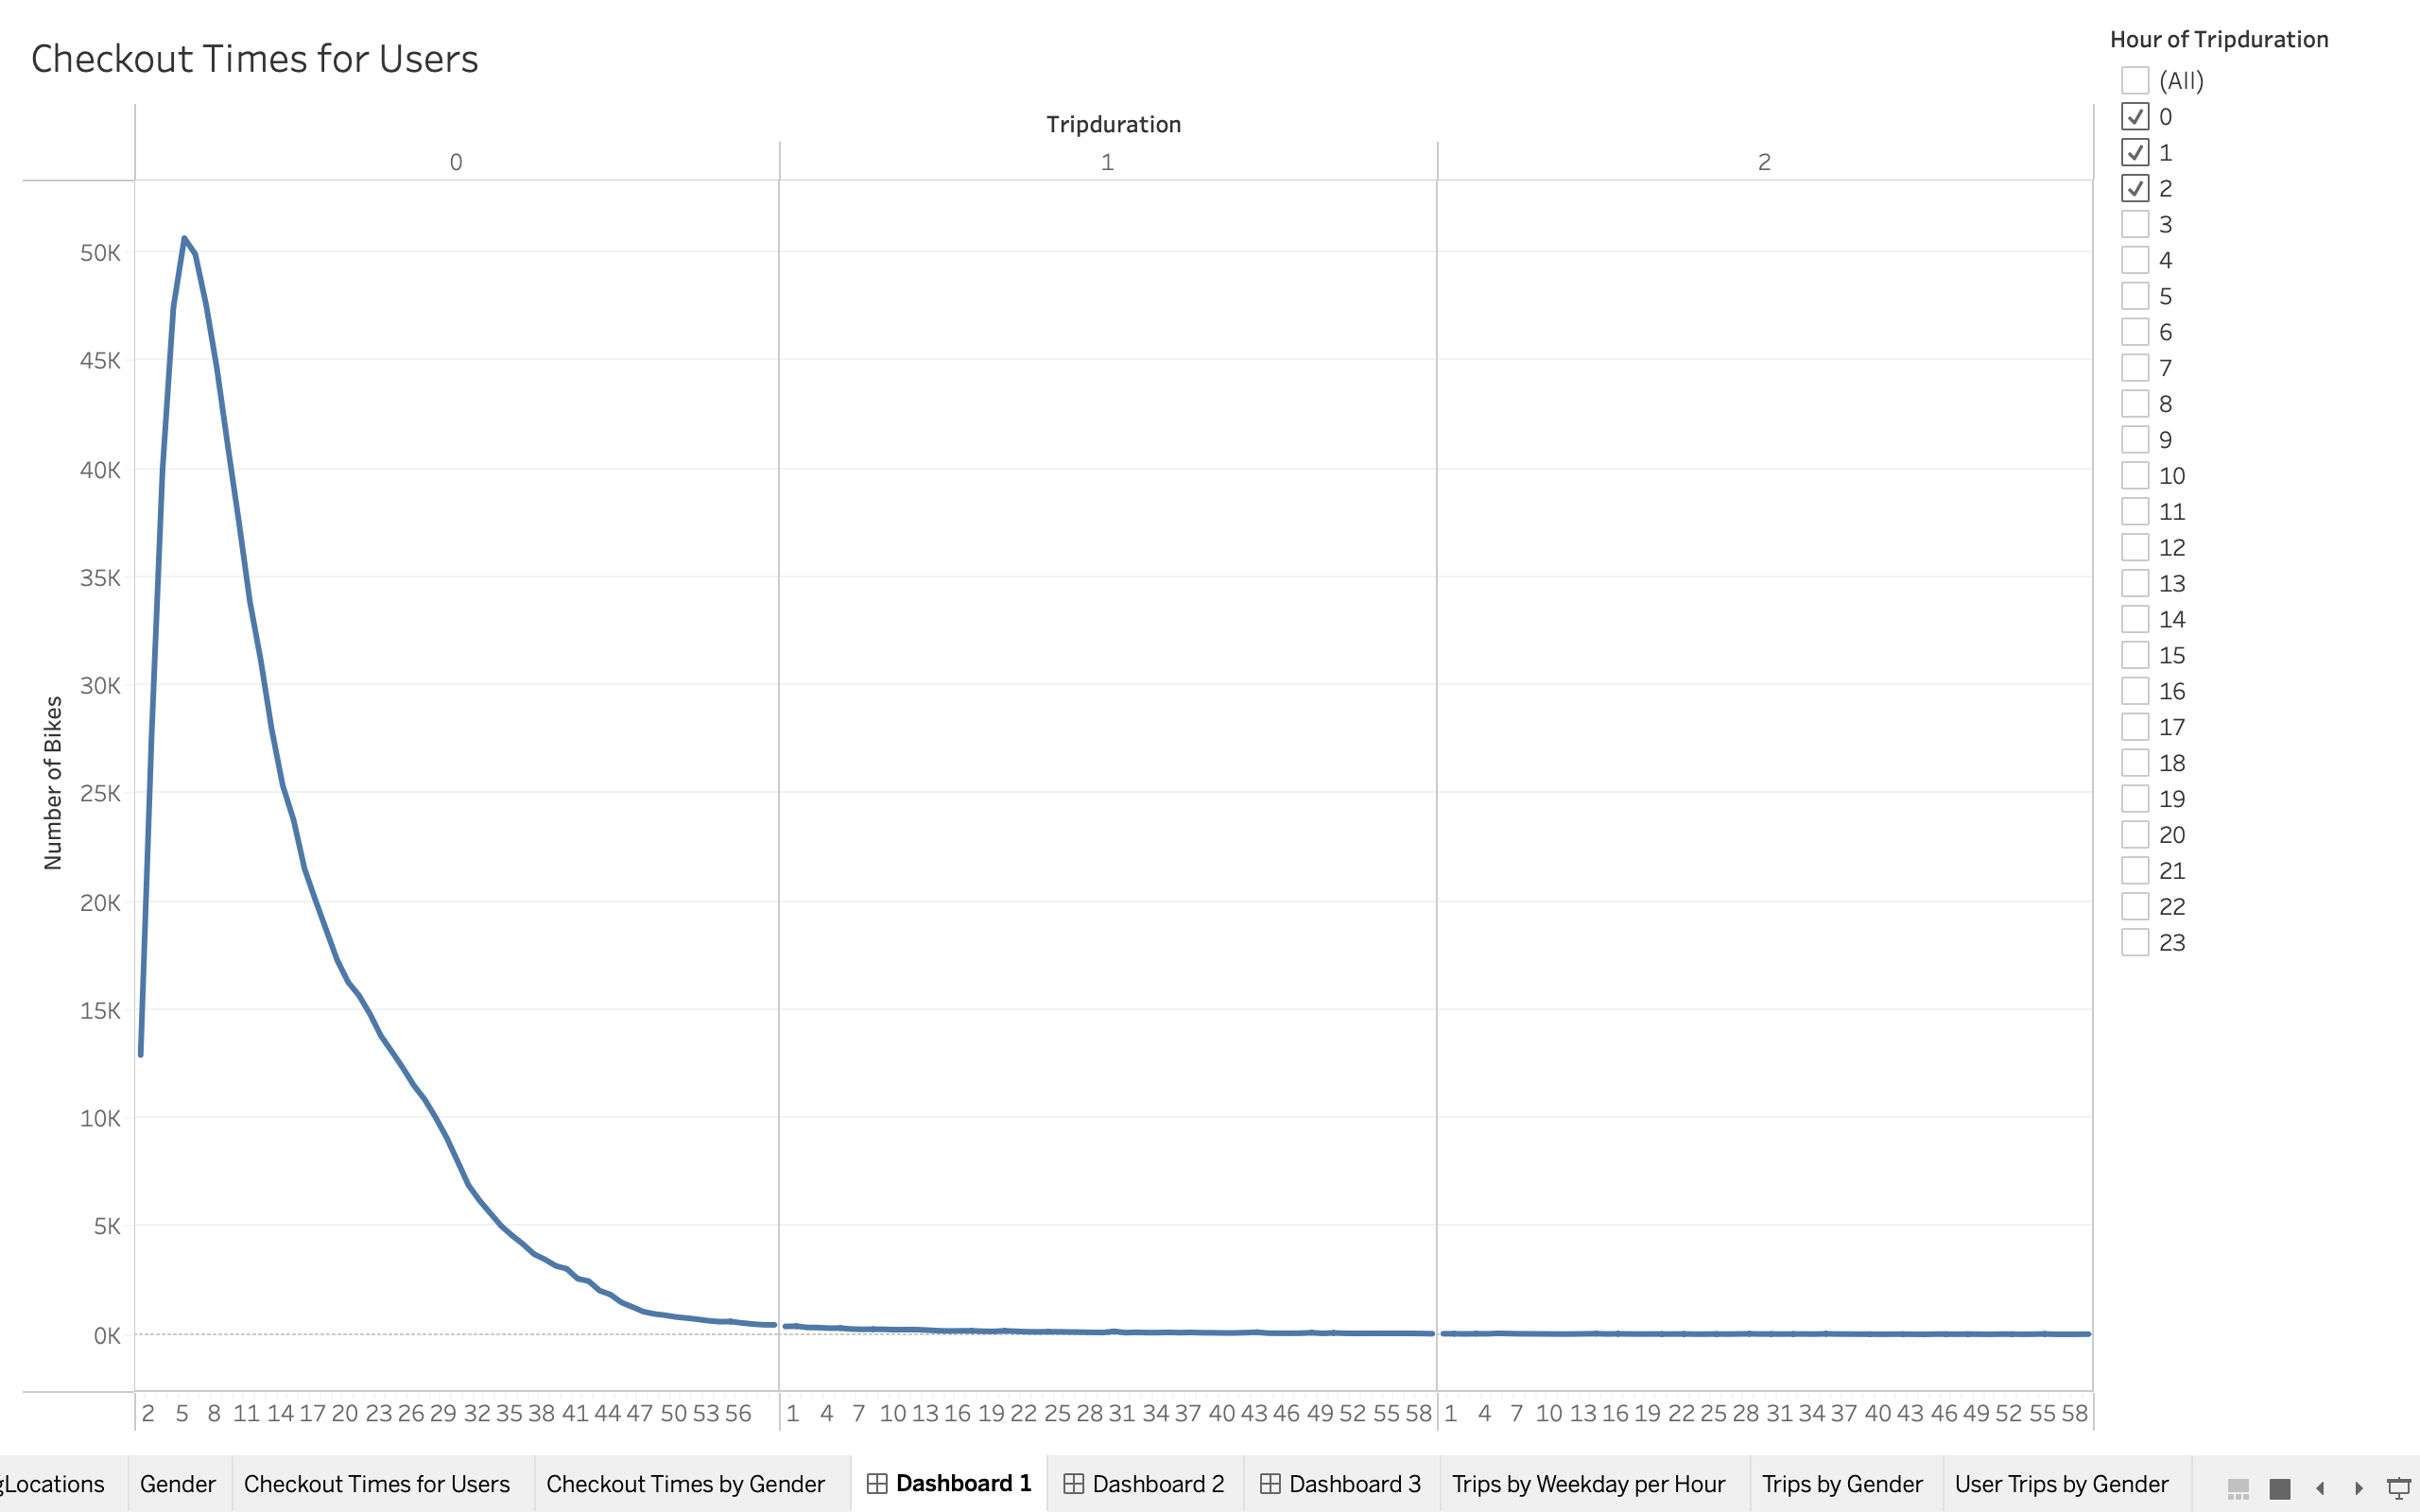 Checkout Times for Users
Tripduration
0 1 2
50K
45K
40K
35K
30K
25K
20K
15K
10K
5K
0K
Number of Bikes
2 5 8 11 14 17 20 23 26 29 32 35 38 41 44 47 50 53 56 1 4 7 10 13 16 19 22 25 28 31 34 37 40 43 46 49 52 55 58 1 4 7 10 13 16 19 22 25 28 31 34 37 40 43 46 49 52 55 58
Hour of Tripduration
(All)
0
1
2
3
4
5
6
7
8
9
10
11
12
13
14
15
16
17
18
19
20
21
22
23
gLocations Gender Checkout Times for Users Checkout Times by Gender Dashboard 1 Dashboard 2 Dashboard 3 Trips by Weekday per Hour Trips by Gender User Trips by Gender